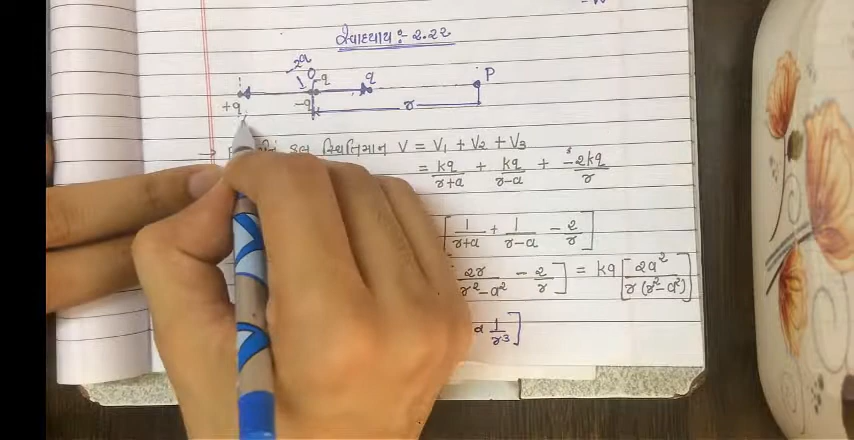 સ્વાધ્યાય :- ૨.૨૨
2a
O -q q P
+q -q r
કુલ સ્થિતિમાન V = V₁ + V₂ + V₃
= kq/(r+a) + kq/(r-a) + -2kq/r
[1/(r+a) + 1/(r-a) - 2/r]
2r/(r²-a²) - 2/r] = kq [2a²/(r(r²-a²))]
α 1/r³]